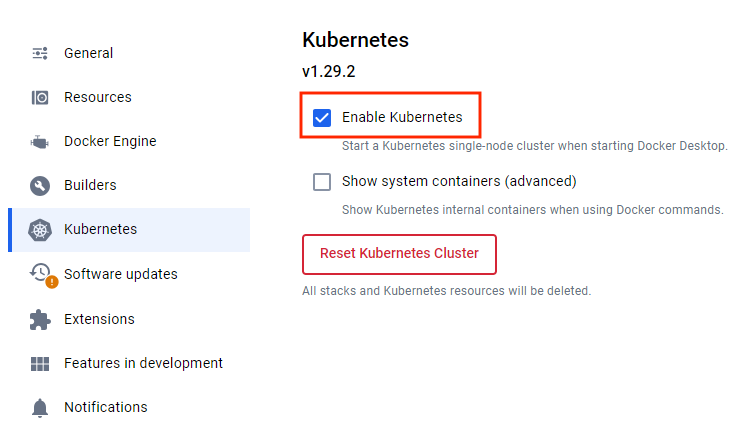 General
Resources
Docker Engine
Builders
Kubernetes
Software updates
Extensions
Features in development
Notifications
Kubernetes
v1.29.2
Enable Kubernetes
Start a Kubernetes single-node cluster when starting Docker Desktop.
Show system containers (advanced)
Show Kubernetes internal containers when using Docker commands.
Reset Kubernetes Cluster
All stacks and Kubernetes resources will be deleted.